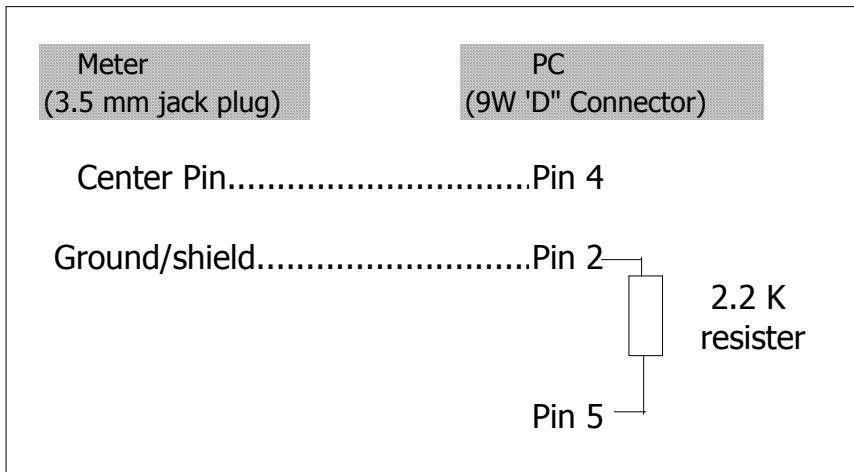 Meter
(3.5 mm jack plug)
PC
(9W 'D" Connector)
Center Pin...............................Pin 4
Ground/shield............................Pin 2
2.2 K
resister
Pin 5